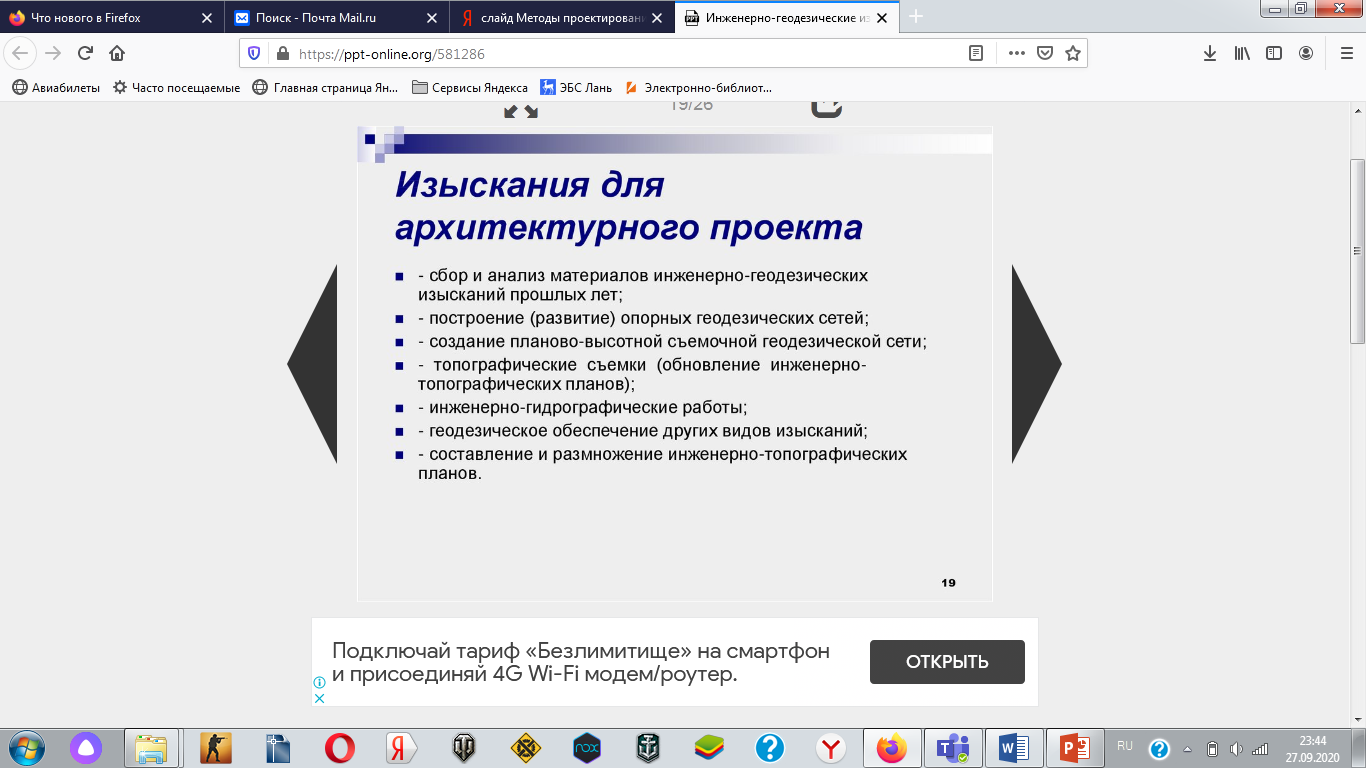 Что нового в Firefox
Поиск - Почта Mail.ru
слайд Методы проектировани
Инженерно-геодезические из
https://ppt-online.org/581286
Авиабилеты
Часто посещаемые
Главная страница Ян...
Сервисы Яндекса
ЭБС Лань
Электронно-библиот...
19/26
Изыскания для
архитектурного проекта
- сбор и анализ материалов инженерно-геодезических
изысканий прошлых лет;
- построение (развитие) опорных геодезических сетей;
- создание планово-высотной съемочной геодезической сети;
- топографические съемки (обновление инженерно-
топографических планов);
- инженерно-гидрографические работы;
- геодезическое обеспечение других видов изысканий;
- составление и размножение инженерно-топографических
планов.
19
Подключай тариф «Безлимитище» на смартфон
и присоединяй 4G Wi-Fi модем/роутер.
ОТКРЫТЬ
nox
RU
23:44
27.09.2020